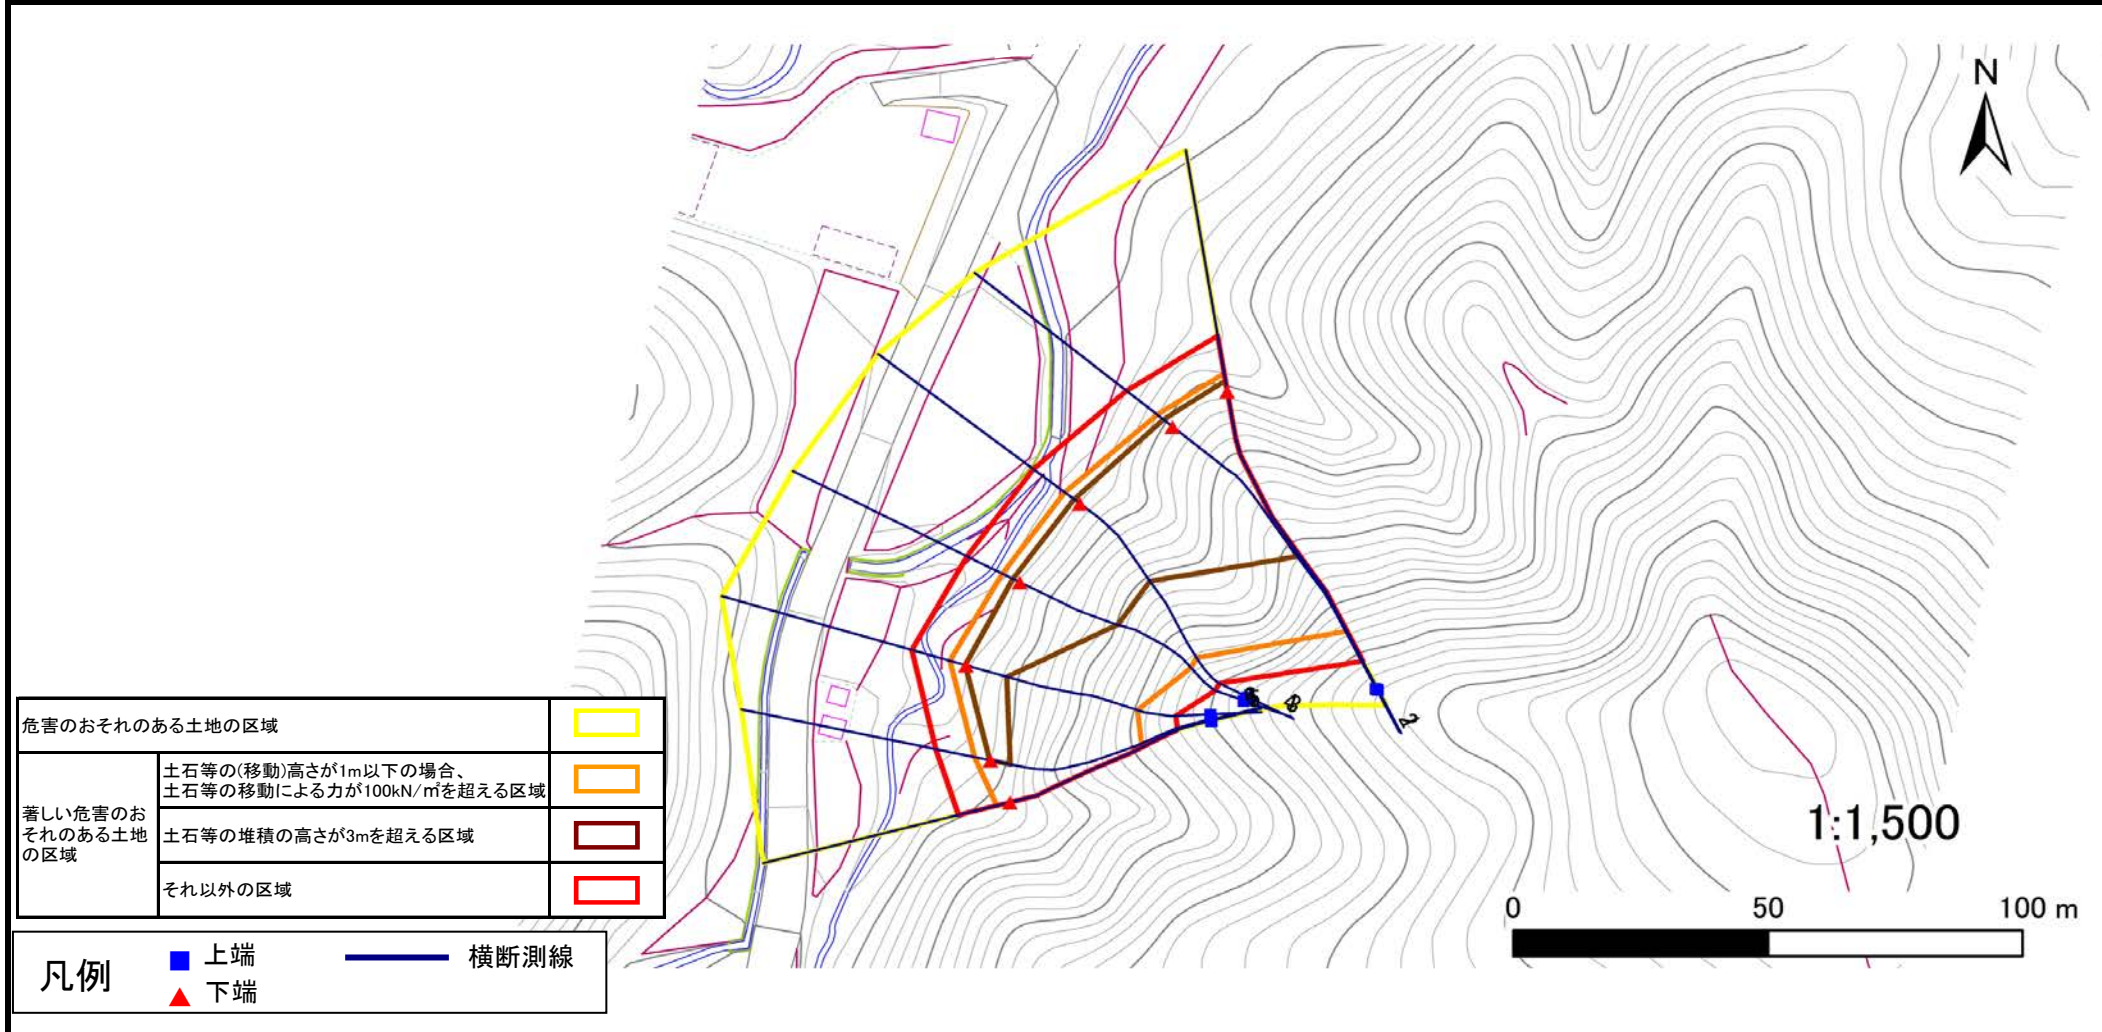 N
危害のおそれのある土地の区域
著しい危害のお
それのある土地
の区域
土石等の(移動)高さが1m以下の場合、
土石等の移動による力が100kN/㎡を超える区域
土石等の堆積の高さが3mを超える区域
それ以外の区域
1:1,500
0 50 100 m
凡例
上端
下端
横断測線